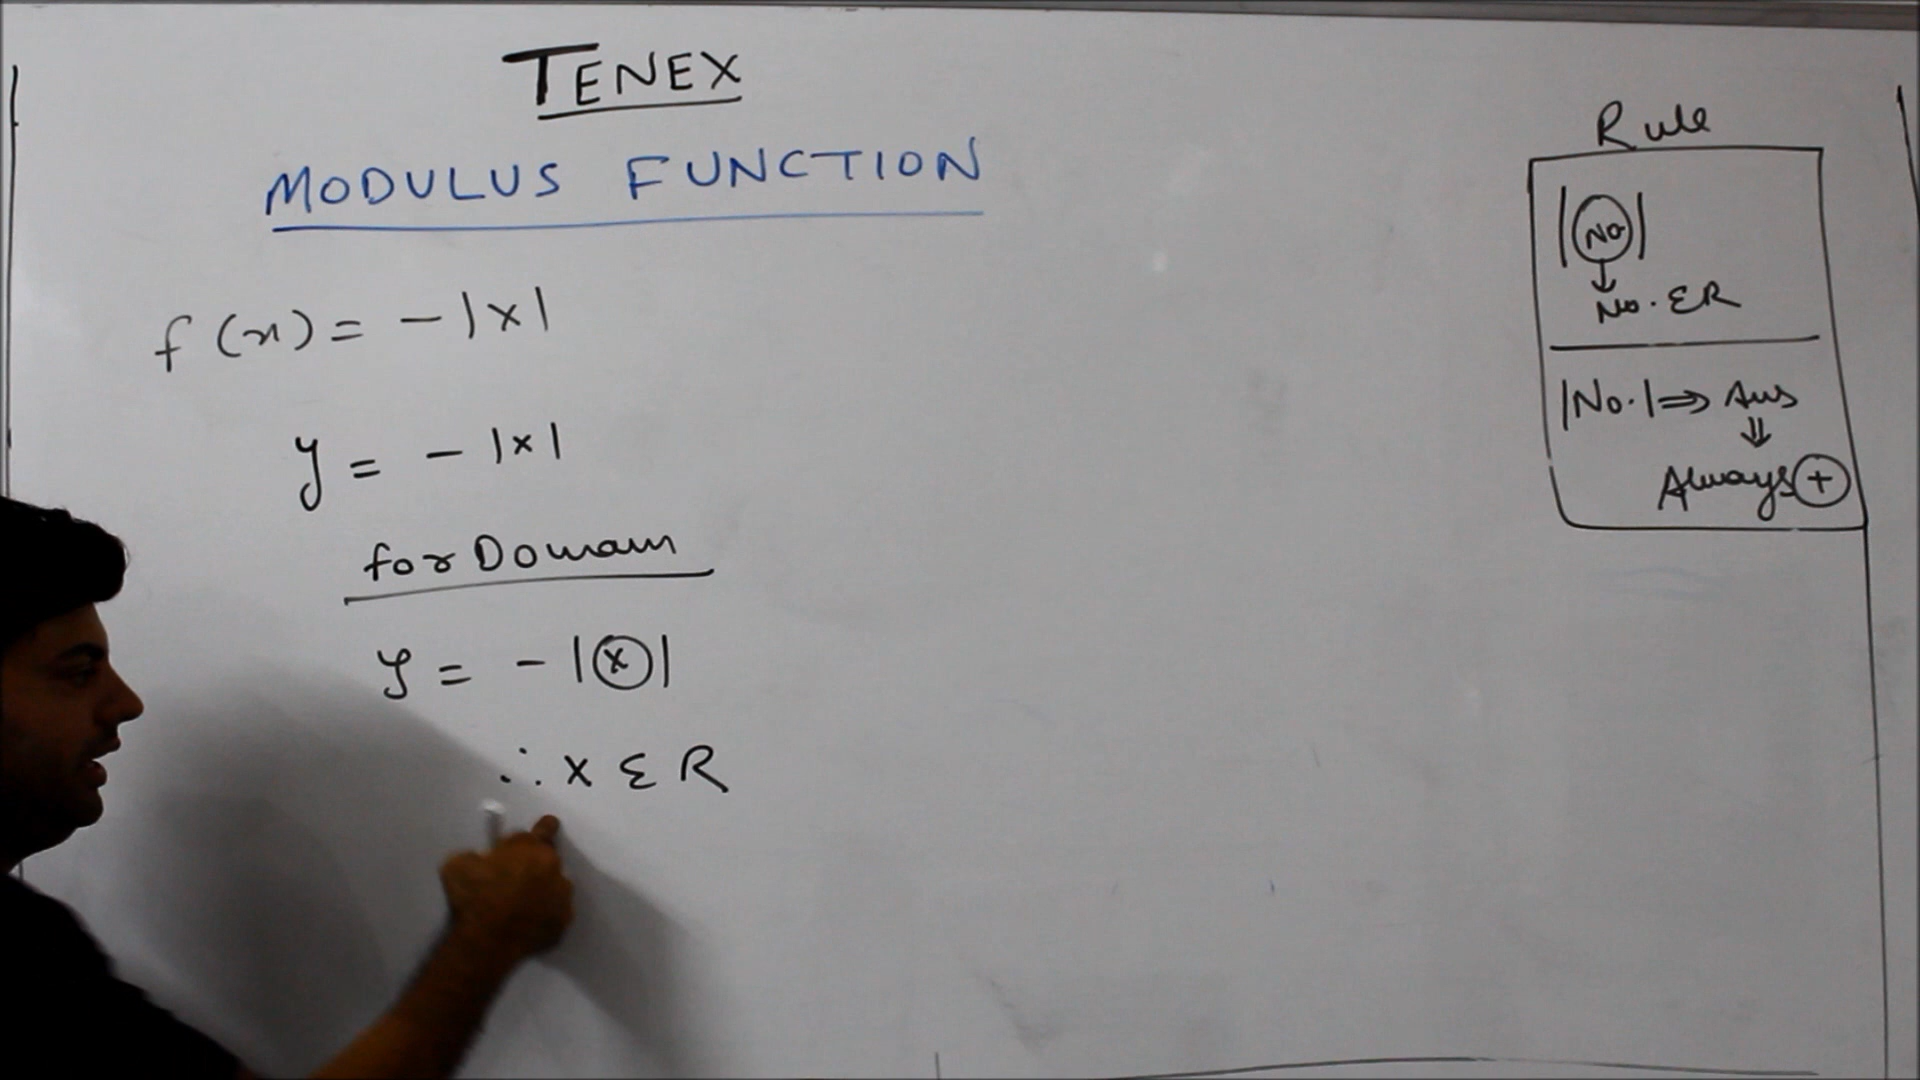 TENEX
MODULUS FUNCTION
f(x) = -|x|
y = -|x|
for Domain
y = -|x|
∴ x ∈ R
Rule
|No|
↓
No. ∈ R
|No.| ⇒ Ans
⇓
Always +